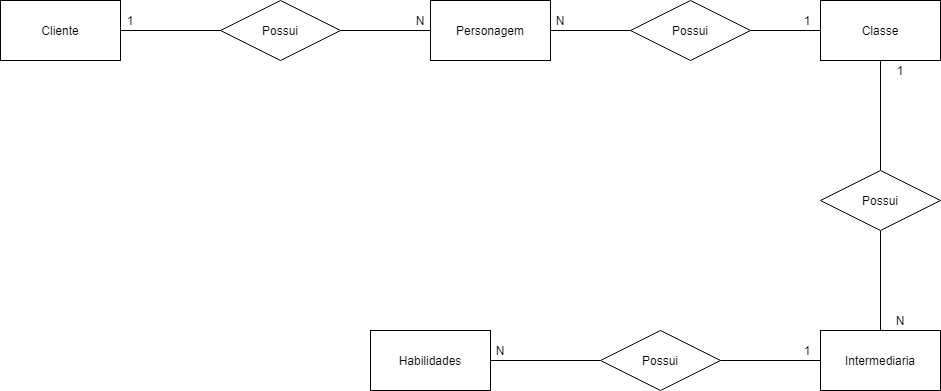 Cliente 1 Possui N Personagem N Possui 1 Classe
1
Possui
N
Habilidades N Possui 1 Intermediaria